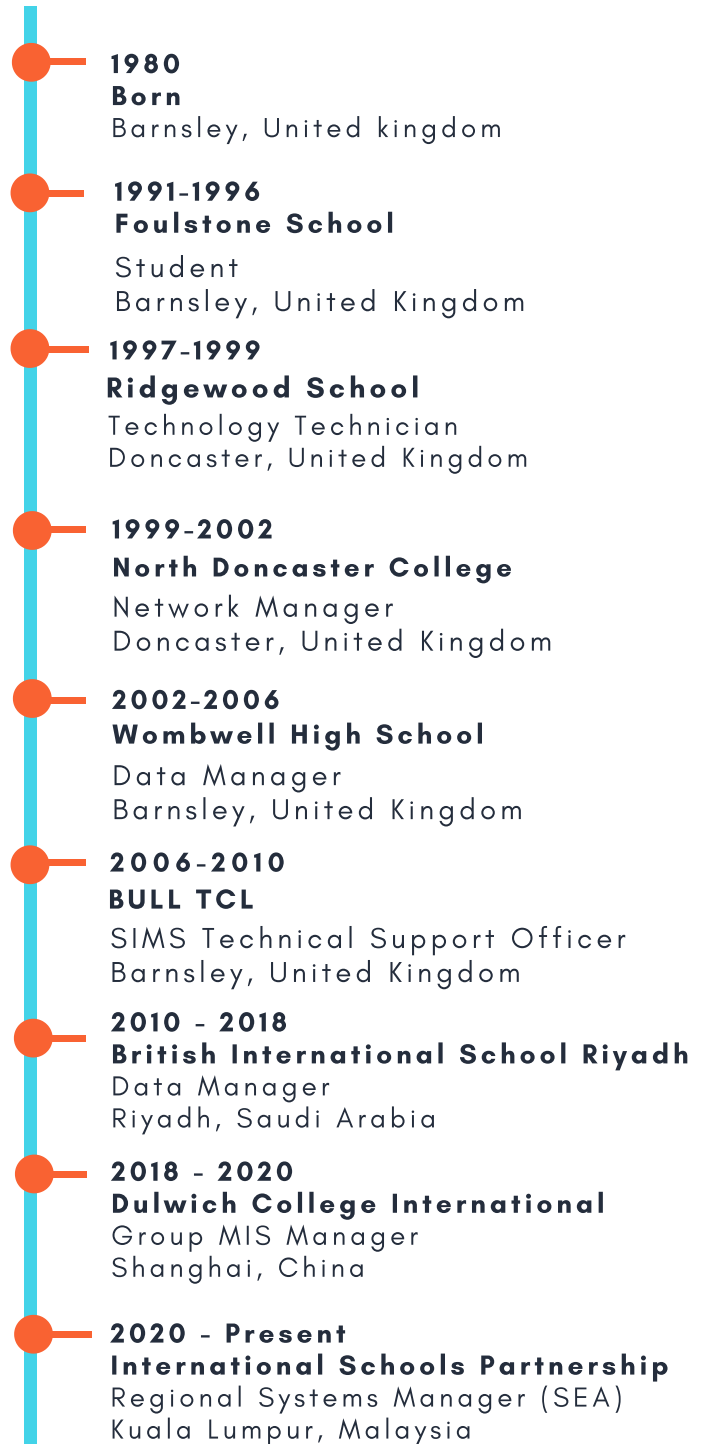 1980
Born
Barnsley, United kingdom
1991-1996
Foulstone School
Student
Barnsley, United Kingdom
1997-1999
Ridgewood School
Technology Technician
Doncaster, United Kingdom
1999-2002
North Doncaster College
Network Manager
Doncaster, United Kingdom
2002-2006
Wombwell High School
Data Manager
Barnsley, United Kingdom
2006-2010
BULL TCL
SIMS Technical Support Officer
Barnsley, United Kingdom
2010 - 2018
British International School Riyadh
Data Manager
Riyadh, Saudi Arabia
2018 - 2020
Dulwich College International
Group MIS Manager
Shanghai, China
2020 - Present
International Schools Partnership
Regional Systems Manager (SEA)
Kuala Lumpur, Malaysia